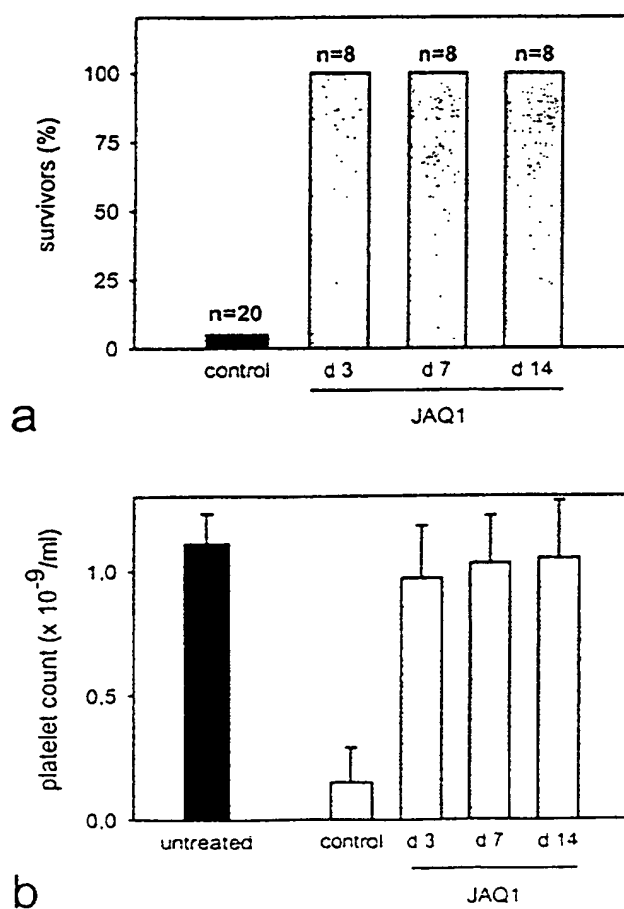 n=8 n=8 n=8
100
75
50
25
0
survivors (%)
n=20
control d 3 d 7 d 14
JAQ1
a
1.0
0.5
0.0
platelet count (x 10-9/ml)
untreated control d 3 d 7 d 14
JAQ1
b